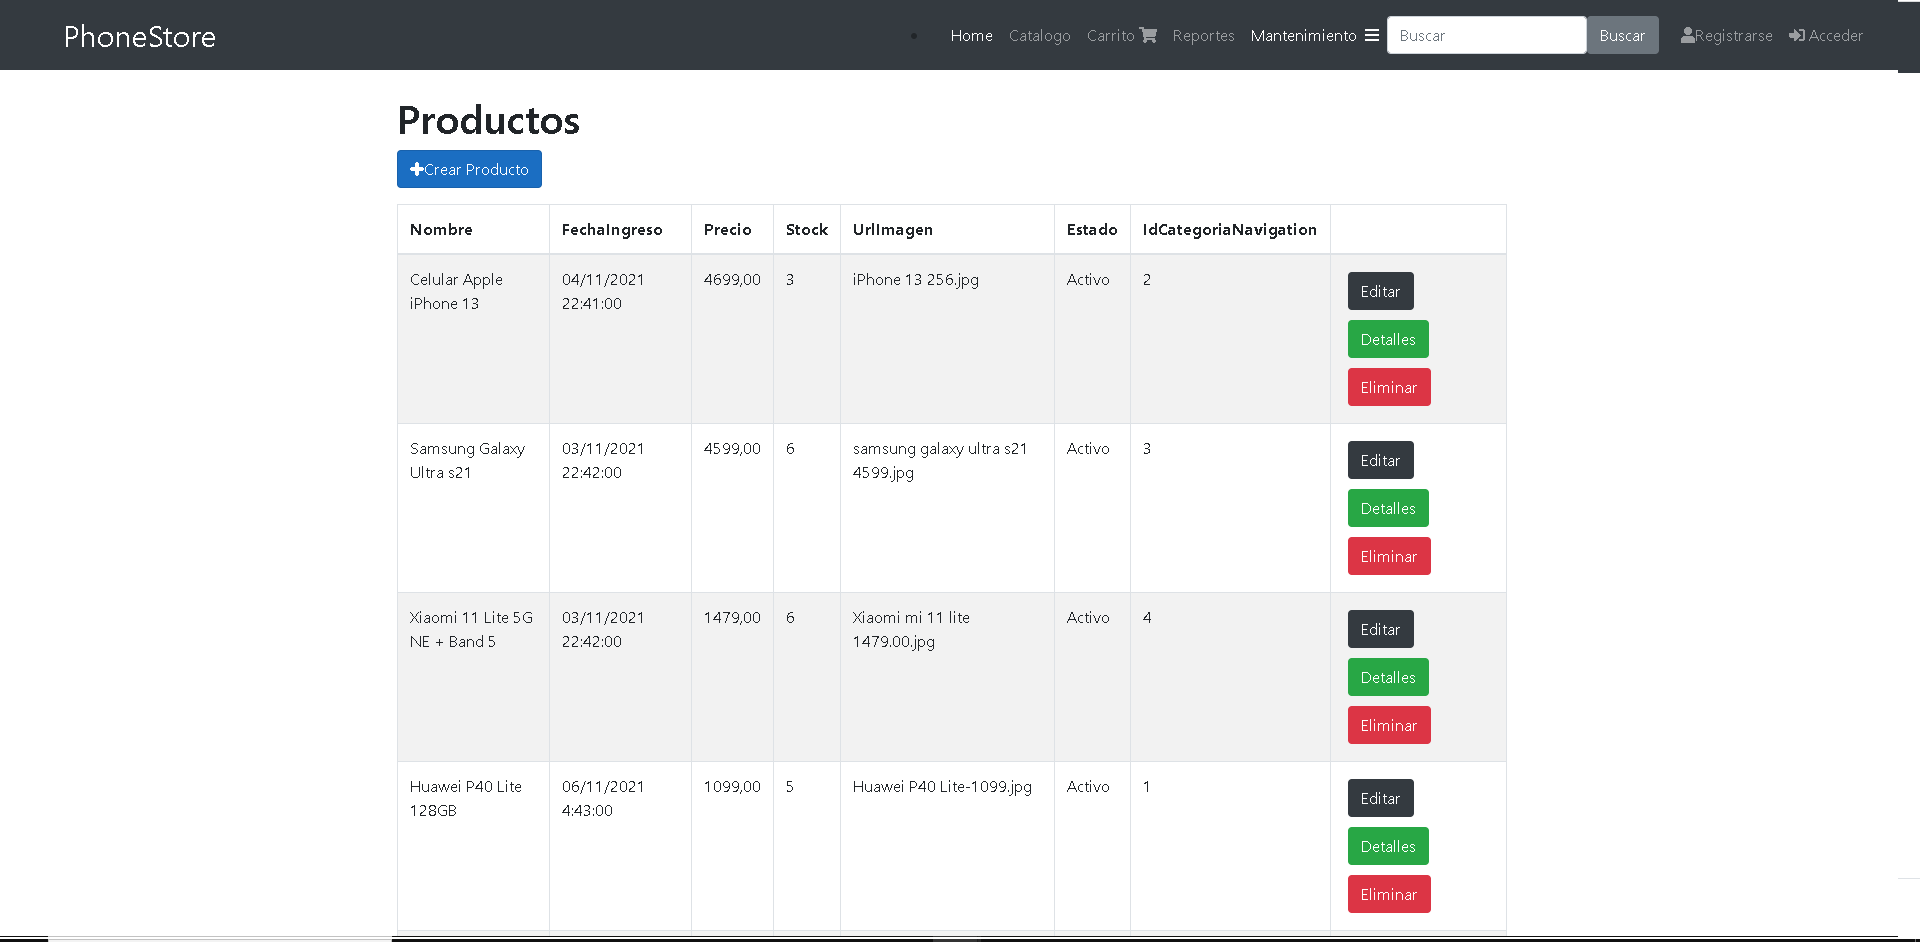 PhoneStore
Home Catalogo Carrito Reportes Mantenimiento Buscar Buscar Registrarse Acceder
Productos
Crear Producto
Nombre FechaIngreso Precio Stock UrlImagen Estado IdCategoriaNavigation
Celular Apple 04/11/2021 4699,00 3 iPhone 13 256.jpg Activo 2
iPhone 13 22:41:00
Editar
Detalles
Eliminar
Samsung Galaxy 03/11/2021 4599,00 6 samsung galaxy ultra s21 Activo 3
Ultra s21 22:42:00 4599.jpg
Editar
Detalles
Eliminar
Xiaomi 11 Lite 5G 03/11/2021 1479,00 6 Xiaomi mi 11 lite Activo 4
NE + Band 5 22:42:00 1479.00.jpg
Editar
Detalles
Eliminar
Huawei P40 Lite 06/11/2021 1099,00 5 Huawei P40 Lite-1099.jpg Activo 1
128GB 4:43:00
Editar
Detalles
Eliminar